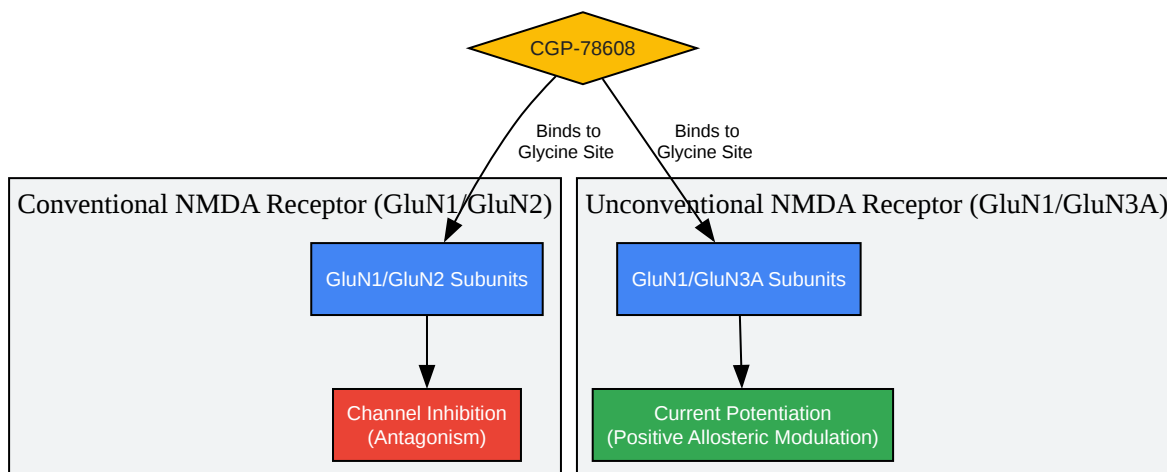 CGP-78608
Binds to
Glycine Site
Binds to
Glycine Site
Conventional NMDA Receptor (GluN1/GluN2)
Unconventional NMDA Receptor (GluN1/GluN3A)
GluN1/GluN2 Subunits
GluN1/GluN3A Subunits
Channel Inhibition
(Antagonism)
Current Potentiation
(Positive Allosteric Modulation)